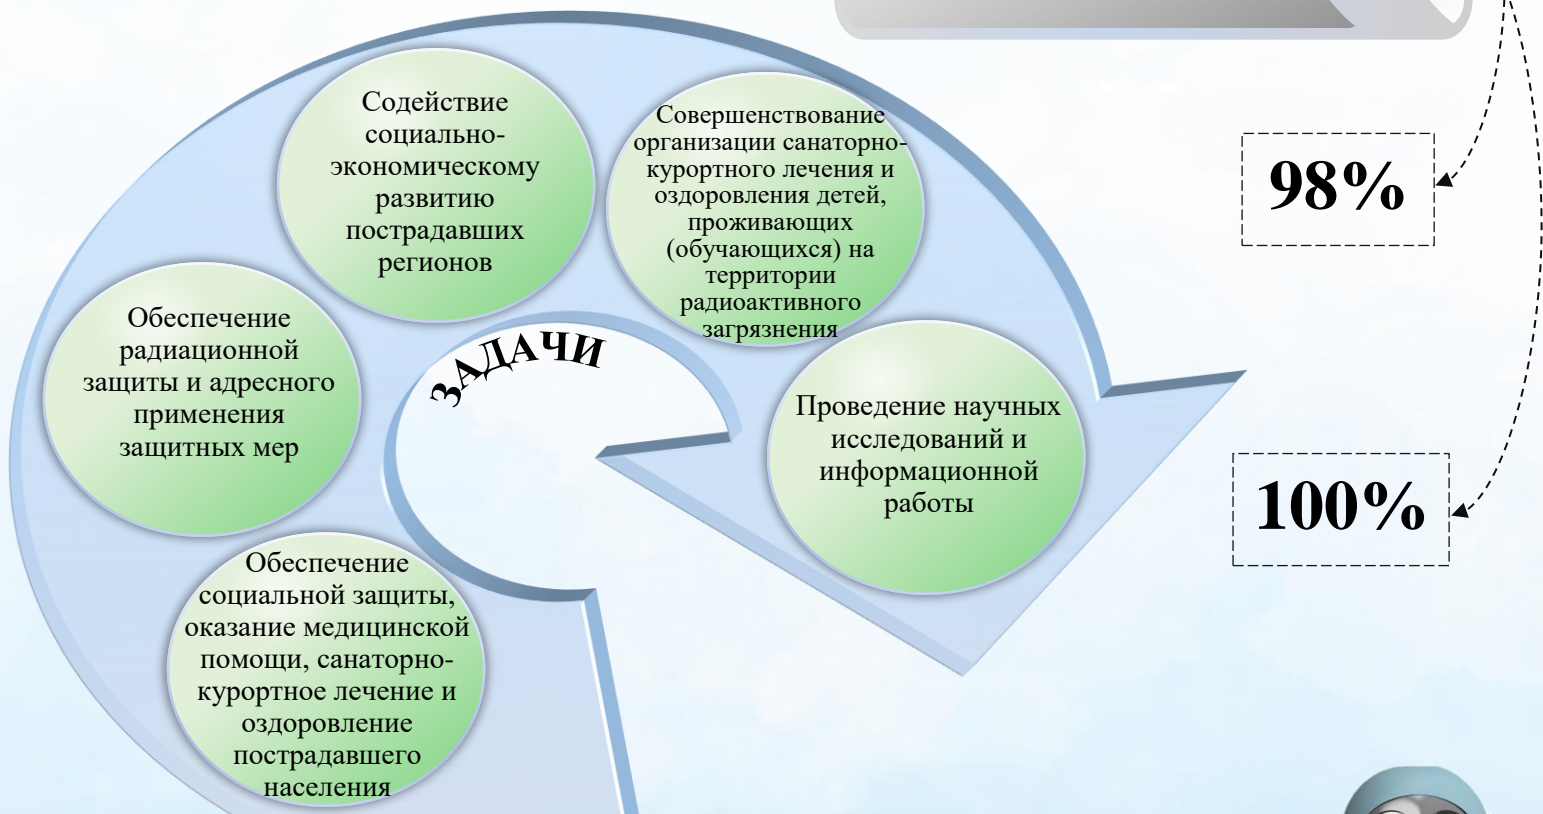 Содействие
социально-
экономическому
развитию
пострадавших
регионов
Совершенствование
организации санаторно-
курортного лечения и
оздоровления детей,
проживающих
(обучающихся) на
территории
радиоактивного
загрязнения
98%
Обеспечение
радиационной
защиты и адресного
применения
защитных мер
ЗАДАЧИ
Проведение научных
исследований и
информационной
работы
100%
Обеспечение
социальной защиты,
оказание медицинской
помощи, санаторно-
курортное лечение и
оздоровление
пострадавшего
населения